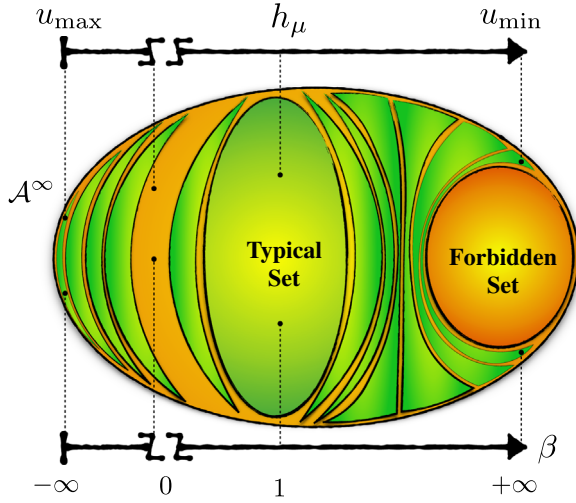 u_max h_μ u_min
𝒜^∞
Typical
Set
Forbidden
Set
β
−∞ 0 1 +∞